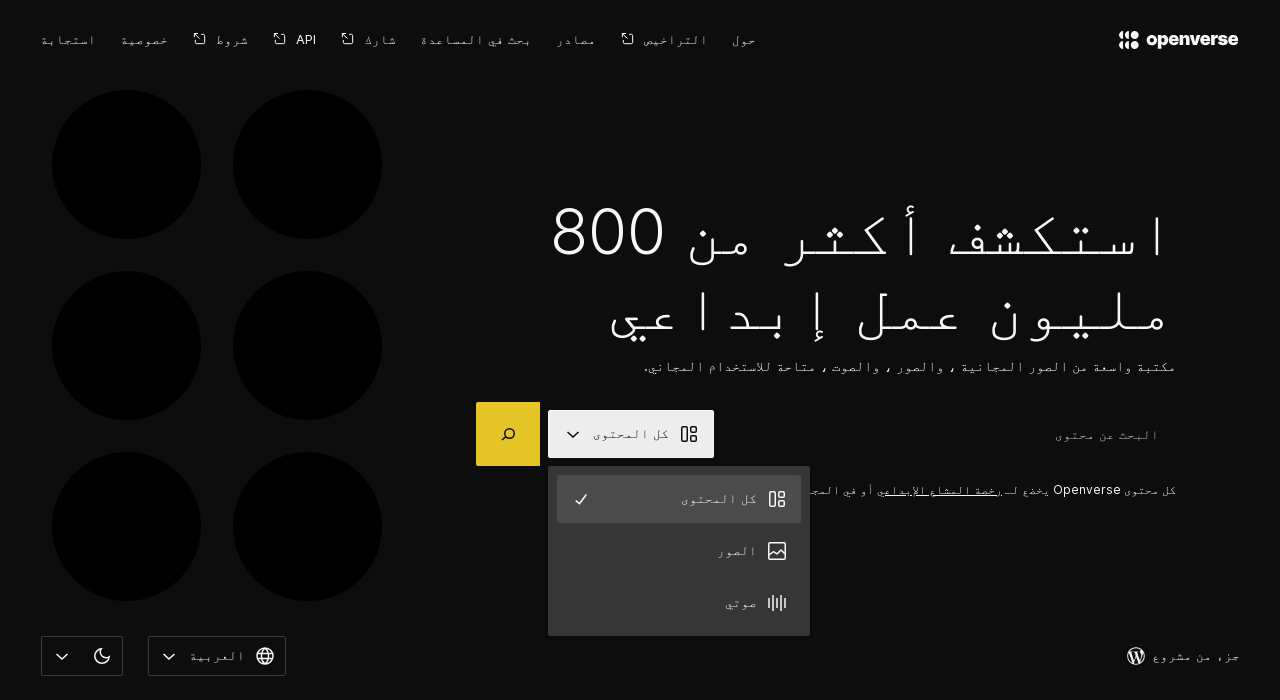 openverse
حول
التراخيص
مصادر
بحث في المساعدة
شارك
API
شروط
خصوصية
استجابة
استكشف أكثر من 800
مليون عمل إبداعي
مكتبة واسعة من الصور المجانية ، والصور ، والصوت ، متاحة للاستخدام المجاني.
البحث عن محتوى
كل المحتوى
كل محتوى Openverse يخضع لـ رخصة المشاع الإبداعي أو في
كل المحتوى
الصور
صوتي
جزء من مشروع
العربية